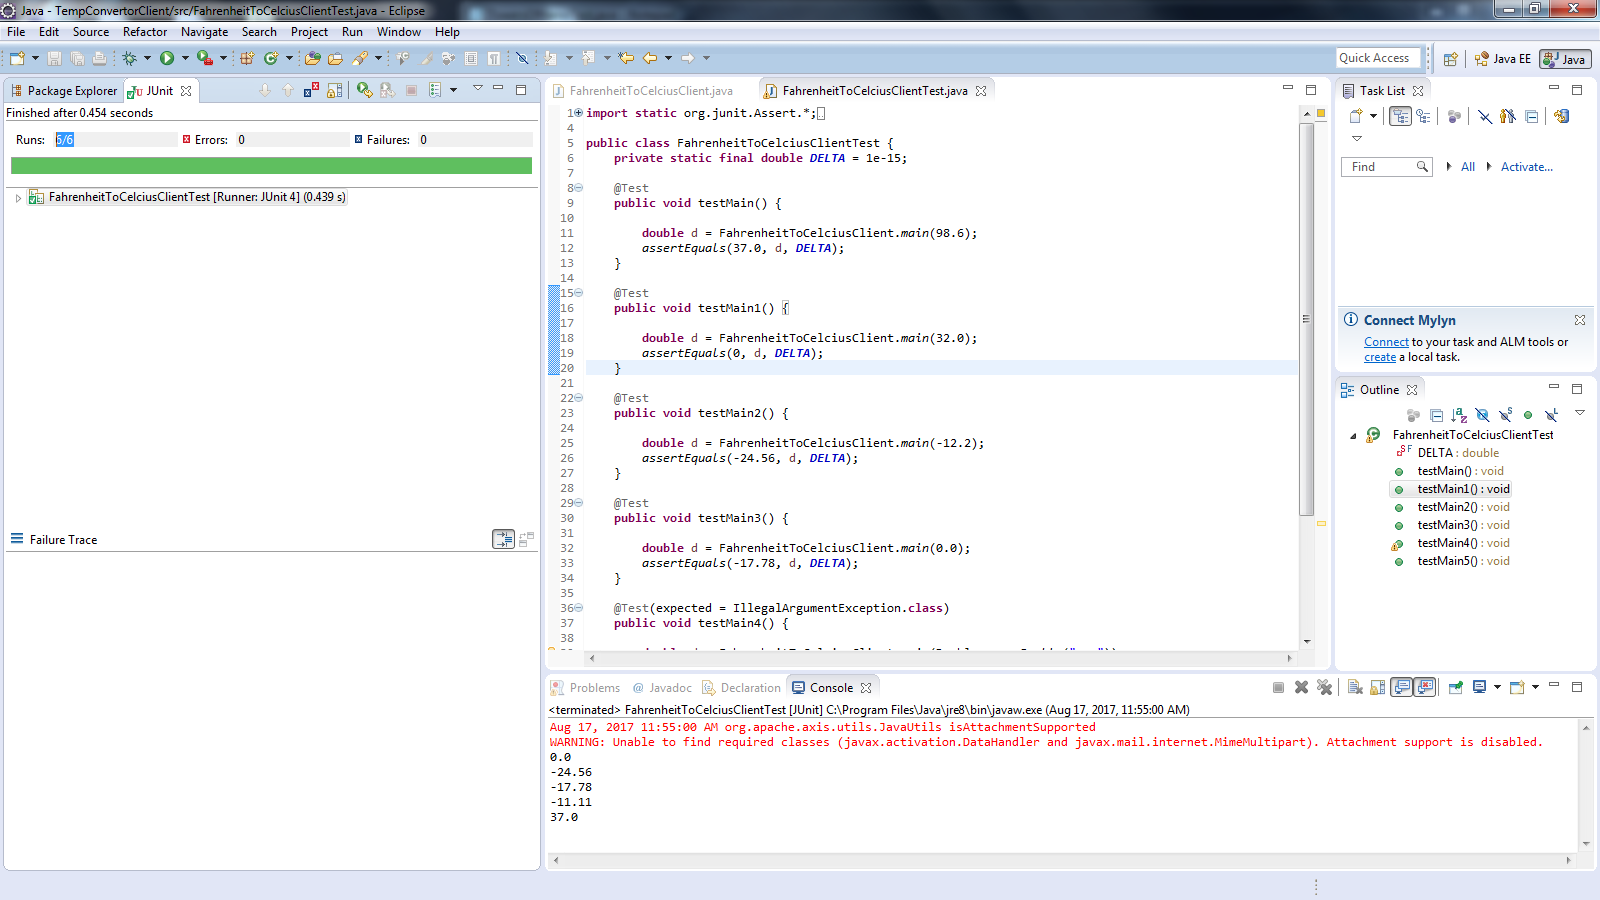 Java - TempConvertorClient/src/FahrenheitToCelciusClientTest.java - Eclipse
File Edit Source Refactor Navigate Search Project Run Window Help
Quick Access
Java EE
Java
Package Explorer
JUnit
Finished after 0.454 seconds
Runs: 6/6 Errors: 0 Failures: 0
FahrenheitToCelciusClientTest [Runner: JUnit 4] (0.439 s)
Failure Trace
FahrenheitToCelciusClient.java
FahrenheitToCelciusClientTest.java
1 import static org.junit.Assert.*;
4
5 public class FahrenheitToCelciusClientTest {
6 private static final double DELTA = 1e-15;
7
8 @Test
9 public void testMain() {
10
11 double d = FahrenheitToCelciusClient.main(98.6);
12 assertEquals(37.0, d, DELTA);
13 }
14
15 @Test
16 public void testMain1() {
17
18 double d = FahrenheitToCelciusClient.main(32.0);
19 assertEquals(0, d, DELTA);
20 }
21
22 @Test
23 public void testMain2() {
24
25 double d = FahrenheitToCelciusClient.main(-12.2);
26 assertEquals(-24.56, d, DELTA);
27 }
28
29 @Test
30 public void testMain3() {
31
32 double d = FahrenheitToCelciusClient.main(0.0);
33 assertEquals(-17.78, d, DELTA);
34 }
35
36 @Test(expected = IllegalArgumentException.class)
37 public void testMain4() {
38
Problems
@ Javadoc
Declaration
Console
<terminated> FahrenheitToCelciusClientTest [JUnit] C:\Program Files\Java\jre8\bin\javaw.exe (Aug 17, 2017, 11:55:00 AM)
Aug 17, 2017 11:55:00 AM org.apache.axis.utils.JavaUtils isAttachmentSupported
WARNING: Unable to find required classes (javax.activation.DataHandler and javax.mail.internet.MimeMultipart). Attachment support is disabled.
0.0
-24.56
-17.78
-11.11
37.0
Task List
Find
All
Activate...
Connect Mylyn
Connect to your task and ALM tools or
create a local task.
Outline
FahrenheitToCelciusClientTest
DELTA : double
testMain() : void
testMain1() : void
testMain2() : void
testMain3() : void
testMain4() : void
testMain5() : void